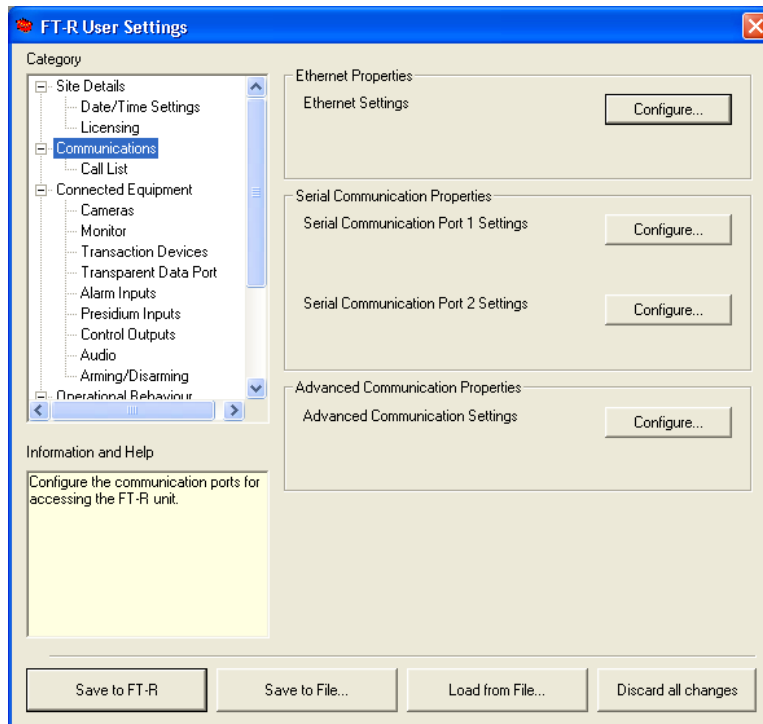 FT-R User Settings
Category
Site Details
Date/Time Settings
Licensing
Communications
Call List
Connected Equipment
Cameras
Monitor
Transaction Devices
Transparent Data Port
Alarm Inputs
Presidium Inputs
Control Outputs
Audio
Arming/Disarming
Operational Behaviour
Information and Help
Configure the communication ports for
accessing the FT-R unit.
Ethernet Properties
Ethernet Settings
Configure...
Serial Communication Properties
Serial Communication Port 1 Settings
Configure...
Serial Communication Port 2 Settings
Configure...
Advanced Communication Properties
Advanced Communication Settings
Configure...
Save to FT-R
Save to File...
Load from File...
Discard all changes